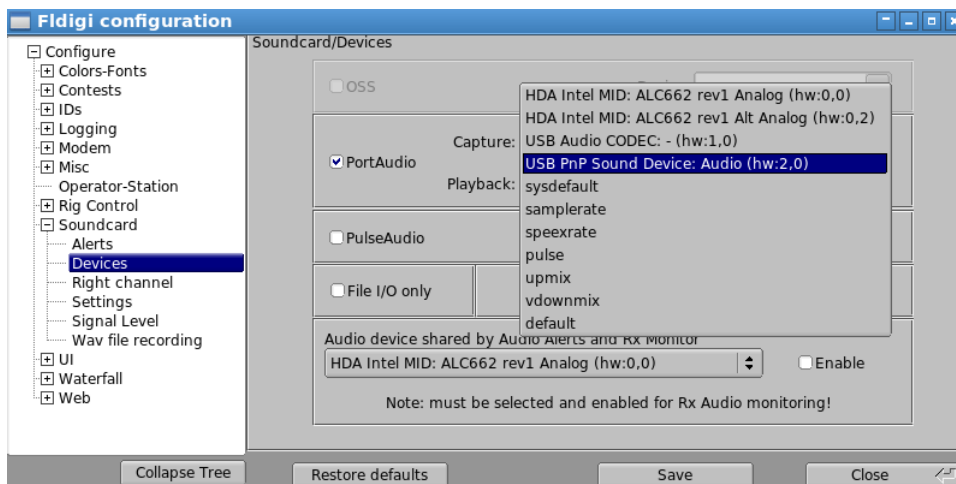 Fldigi configuration
Configure
Colors-Fonts
Contests
IDs
Logging
Modem
Misc
Operator-Station
Rig Control
Soundcard
Alerts
Devices
Right channel
Settings
Signal Level
Wav file recording
UI
Waterfall
Web
Collapse Tree
Soundcard/Devices
OSS
PortAudio
Capture:
Playback:
HDA Intel MID: ALC662 rev1 Analog (hw:0,0)
HDA Intel MID: ALC662 rev1 Alt Analog (hw:0,2)
USB Audio CODEC: - (hw:1,0)
USB PnP Sound Device: Audio (hw:2,0)
sysdefault
samplerate
speexrate
pulse
upmix
vdownmix
default
PulseAudio
File I/O only
Audio device shared by Audio Alerts and Rx Monitor
HDA Intel MID: ALC662 rev1 Analog (hw:0,0)
Enable
Note: must be selected and enabled for Rx Audio monitoring!
Restore defaults
Save
Close